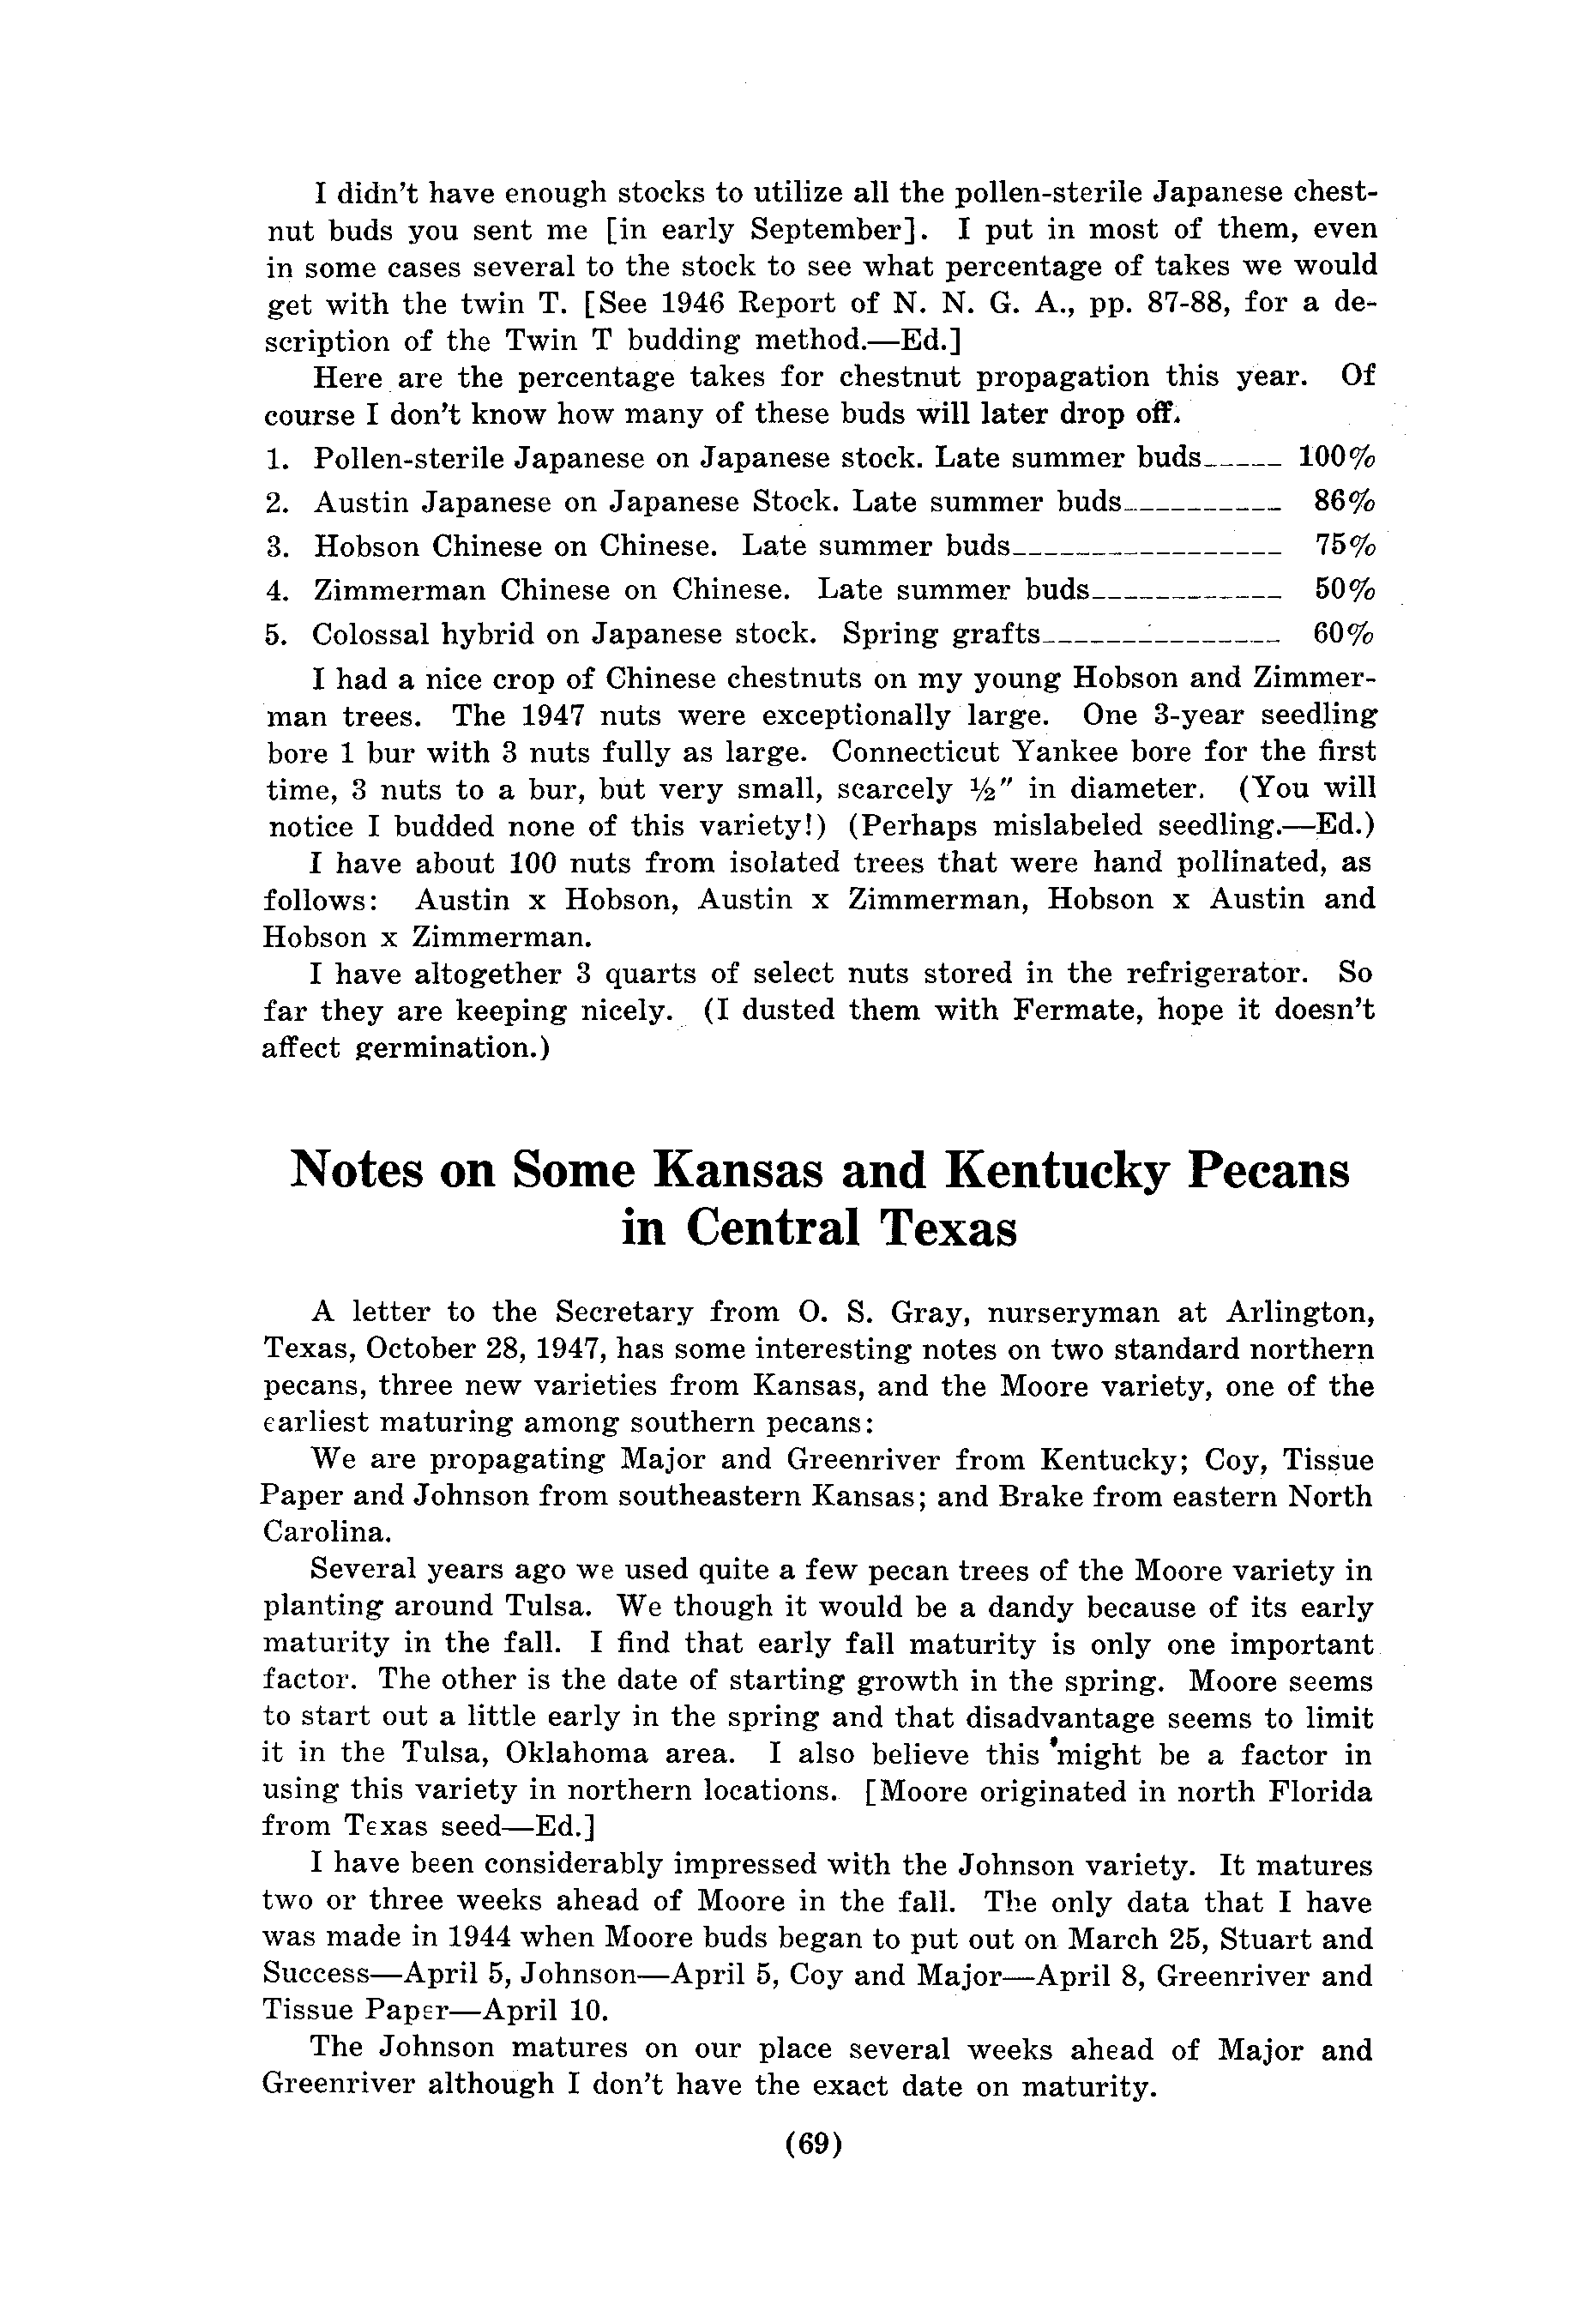 I didn't have enough stocks to utilize all the pollen-sterile Japanese chest-
nut buds you sent me [in early September]. I put in most of them, even
in some cases several to the stock to see what percentage of takes we would
get with the twin T. [See 1946 Report of N. N. G. A., pp. 87-88, for a de-
scription of the Twin T budding method.—Ed.]
Here are the percentage takes for chestnut propagation this year. Of
course I don't know how many of these buds will later drop off.
1. Pollen-sterile Japanese on Japanese stock. Late summer buds______ 100%
2. Austin Japanese on Japanese Stock. Late summer buds____________ 86%
3. Hobson Chinese on Chinese. Late summer buds____________________ 75%
4. Zimmerman Chinese on Chinese. Late summer buds______________ 50%
5. Colossal hybrid on Japanese stock. Spring grafts__________________ 60%
I had a nice crop of Chinese chestnuts on my young Hobson and Zimmer-
man trees. The 1947 nuts were exceptionally large. One 3-year seedling
bore 1 bur with 3 nuts fully as large. Connecticut Yankee bore for the first
time, 3 nuts to a bur, but very small, scarcely ½" in diameter. (You will
notice I budded none of this variety!) (Perhaps mislabeled seedling.—Ed.)
I have about 100 nuts from isolated trees that were hand pollinated, as
follows: Austin x Hobson, Austin x Zimmerman, Hobson x Austin and
Hobson x Zimmerman.
I have altogether 3 quarts of select nuts stored in the refrigerator. So
far they are keeping nicely. (I dusted them with Fermate, hope it doesn't
affect germination.)
Notes on Some Kansas and Kentucky Pecans
in Central Texas
A letter to the Secretary from O. S. Gray, nurseryman at Arlington,
Texas, October 28, 1947, has some interesting notes on two standard northern
pecans, three new varieties from Kansas, and the Moore variety, one of the
earliest maturing among southern pecans:
We are propagating Major and Greenriver from Kentucky; Coy, Tissue
Paper and Johnson from southeastern Kansas; and Brake from eastern North
Carolina.
Several years ago we used quite a few pecan trees of the Moore variety in
planting around Tulsa. We though it would be a dandy because of its early
maturity in the fall. I find that early fall maturity is only one important
factor. The other is the date of starting growth in the spring. Moore seems
to start out a little early in the spring and that disadvantage seems to limit
it in the Tulsa, Oklahoma area. I also believe this might be a factor in
using this variety in northern locations. [Moore originated in north Florida
from Texas seed—Ed.]
I have been considerably impressed with the Johnson variety. It matures
two or three weeks ahead of Moore in the fall. The only data that I have
was made in 1944 when Moore buds began to put out on March 25, Stuart and
Success—April 5, Johnson—April 5, Coy and Major—April 8, Greenriver and
Tissue Paper—April 10.
The Johnson matures on our place several weeks ahead of Major and
Greenriver although I don't have the exact date on maturity.
(69)